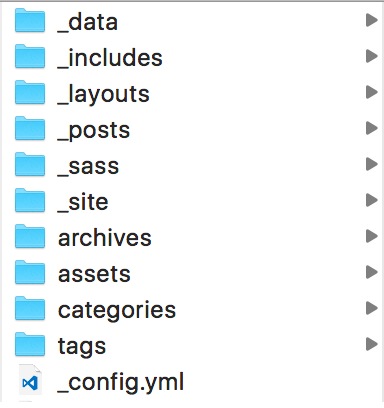 _data
_includes
_layouts
_posts
_sass
_site
archives
assets
categories
tags
_config.yml